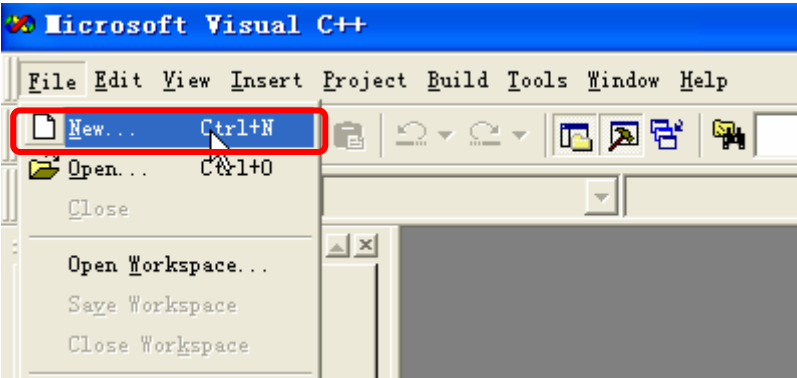 Microsoft Visual C++
File Edit View Insert Project Build Tools Window Help
New... Ctrl+N
Open... Ctrl+O
Close
Open Workspace...
Save Workspace
Close Workspace